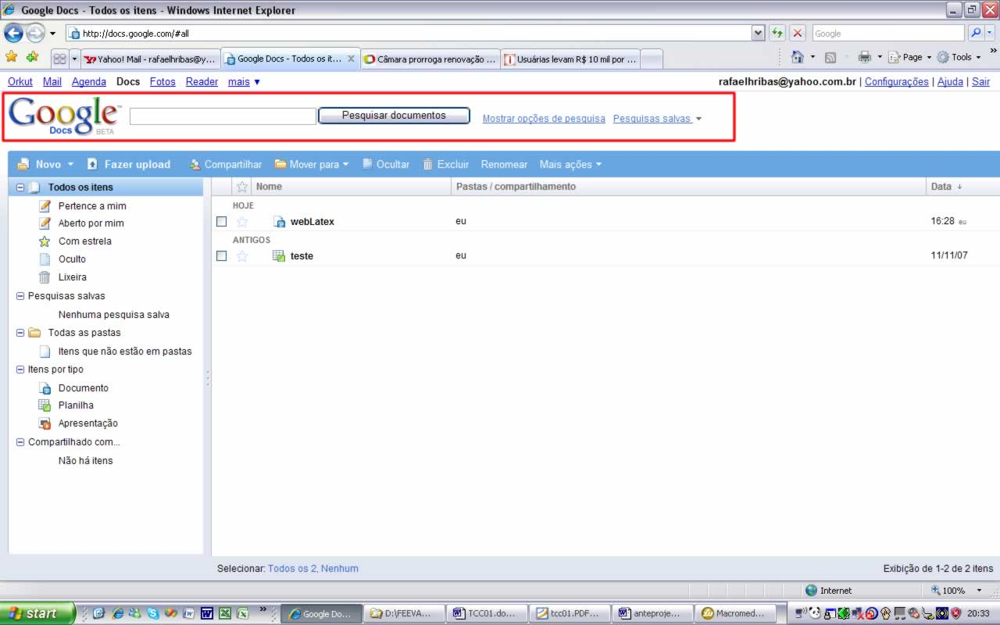 Google Docs - Todos os itens - Windows Internet Explorer
http://docs.google.com/#all
Google
Yahoo! Mail - rafaelhribas@y... Google Docs - Todos os it... Câmara prorroga renovação ... Usuárias levam R$ 10 mil por ... Page Tools »
Orkut Mail Agenda Docs Fotos Reader mais ▼ rafaelhribas@yahoo.com.br | Configurações | Ajuda | Sair
Google™ Docs BETA Pesquisar documentos Mostrar opções de pesquisa Pesquisas salvas
Novo Fazer upload Compartilhar Mover para Ocultar Excluir Renomear Mais ações
Todos os itens
Pertence a mim
Aberto por mim
Com estrela
Oculto
Lixeira
Pesquisas salvas
Nenhuma pesquisa salva
Todas as pastas
Itens que não estão em pastas
Itens por tipo
Documento
Planilha
Apresentação
Compartilhado com...
Não há itens
Nome Pastas / compartilhamento Data ↓
HOJE
webLatex eu 16:28 eu
ANTIGOS
teste eu 11/11/07
Selecionar: Todos os 2, Nenhum Exibição de 1-2 de 2 itens
Internet 100%
start » Google Do... D:\FEEVA... TCC01.do... tcc01.PDF... anteproje... Macromed... 20:33